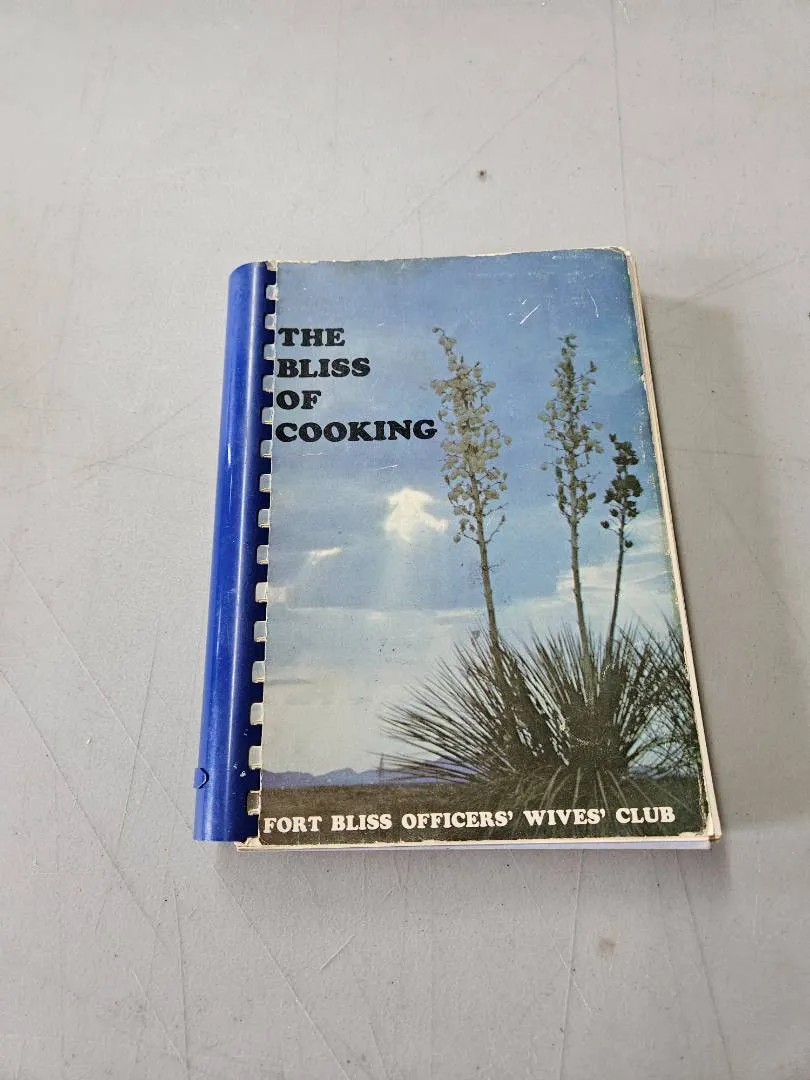 THE
BLISS
OF
COOKING
FORT BLISS OFFICERS' WIVES' CLUB